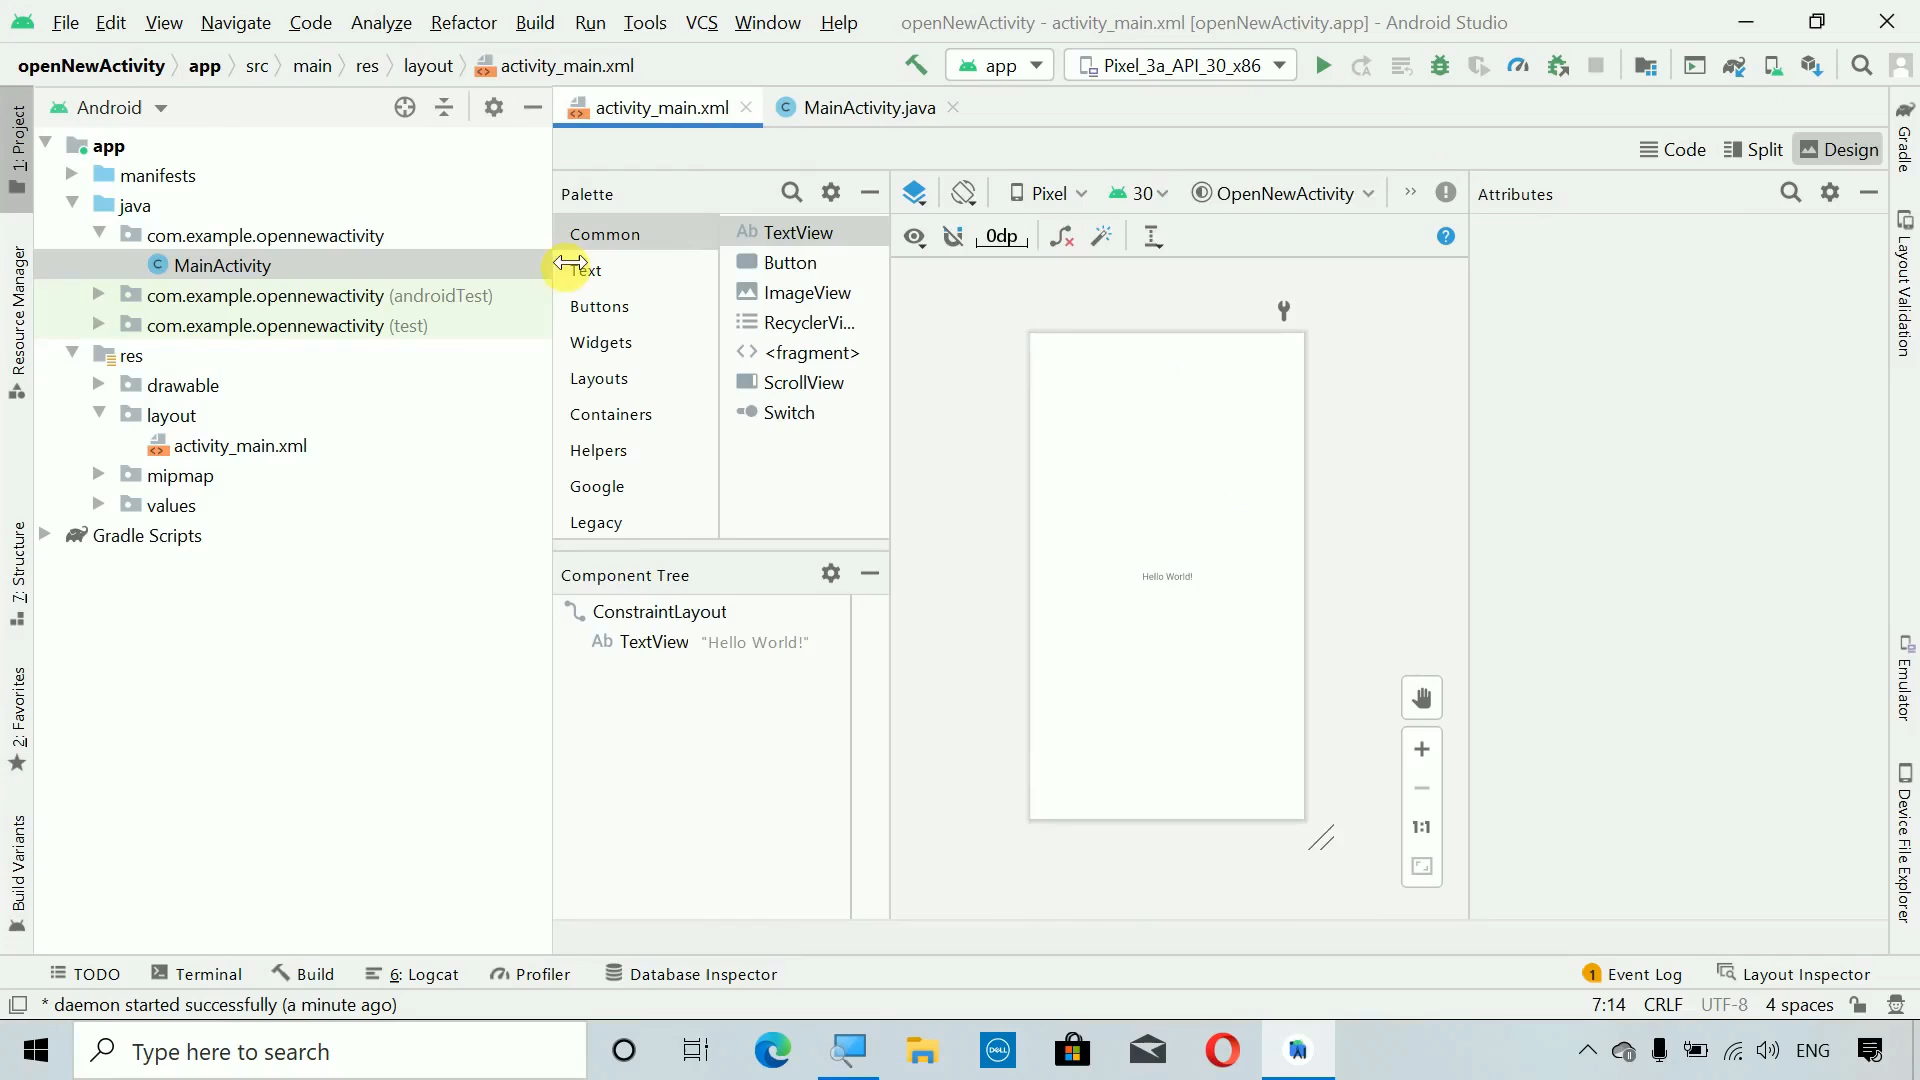 File Edit View Navigate Code Analyze Refactor Build Run Tools VCS Window Help openNewActivity - activity_main.xml [openNewActivity.app] - Android Studio
openNewActivity app src main res layout activity_main.xml app Pixel_3a_API_30_x86
Android activity_main.xml MainActivity.java
Code Split Design
app
manifests
java
com.example.opennewactivity
MainActivity
com.example.opennewactivity (androidTest)
com.example.opennewactivity (test)
res
drawable
layout
activity_main.xml
mipmap
values
Gradle Scripts
Palette
Common
Text
Buttons
Widgets
Layouts
Containers
Helpers
Google
Legacy
Ab TextView
Button
ImageView
RecyclerVi...
<fragment>
ScrollView
Switch
Component Tree
ConstraintLayout
Ab TextView "Hello World!"
Pixel 30 OpenNewActivity
0dp
Hello World!
1:1
Attributes
1: Project
Resource Manager
7: Structure
2: Favorites
Build Variants
Gradle
Layout Validation
Emulator
Device File Explorer
TODO Terminal Build 6: Logcat Profiler Database Inspector 1 Event Log Layout Inspector
* daemon started successfully (a minute ago) 7:14 CRLF UTF-8 4 spaces
Type here to search DELL ENG